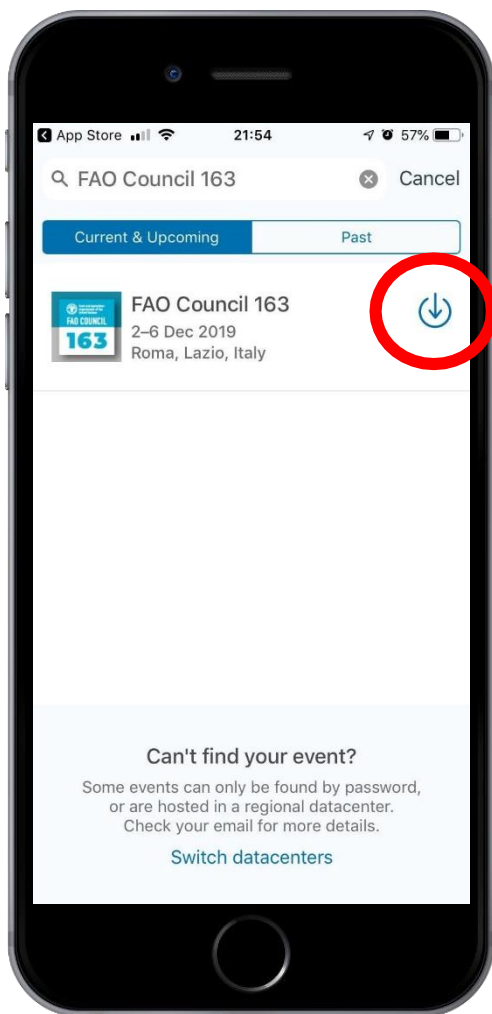 App Store 21:54 57%
FAO Council 163 Cancel
Current & Upcoming Past
FAO COUNCIL
163
FAO Council 163
2–6 Dec 2019
Roma, Lazio, Italy
Can't find your event?
Some events can only be found by password,
or are hosted in a regional datacenter.
Check your email for more details.
Switch datacenters